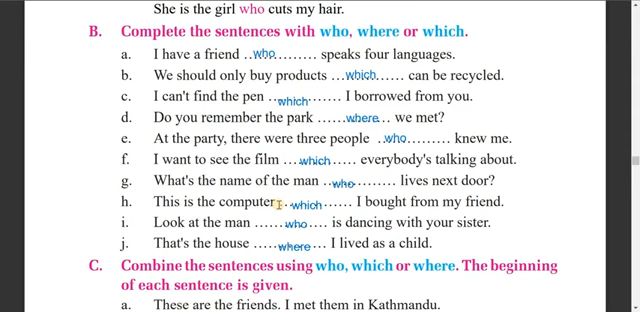 She is the girl who cuts my hair.
B. Complete the sentences with who, where or which.
a. I have a friend ..who.......... speaks four languages.
b. We should only buy products ...which...... can be recycled.
c. I can't find the pen ....which.......... I borrowed from you.
d. Do you remember the park ......where... we met?
e. At the party, there were three people ..who.......... knew me.
f. I want to see the film ....which..... everybody's talking about.
g. What's the name of the man ....who.......... lives next door?
h. This is the computer ..which...... I bought from my friend.
i. Look at the man .......who.... is dancing with your sister.
j. That's the house .....where... I lived as a child.
C. Combine the sentences using who, which or where. The beginning
of each sentence is given.
a. These are the friends. I met them in Kathmandu.